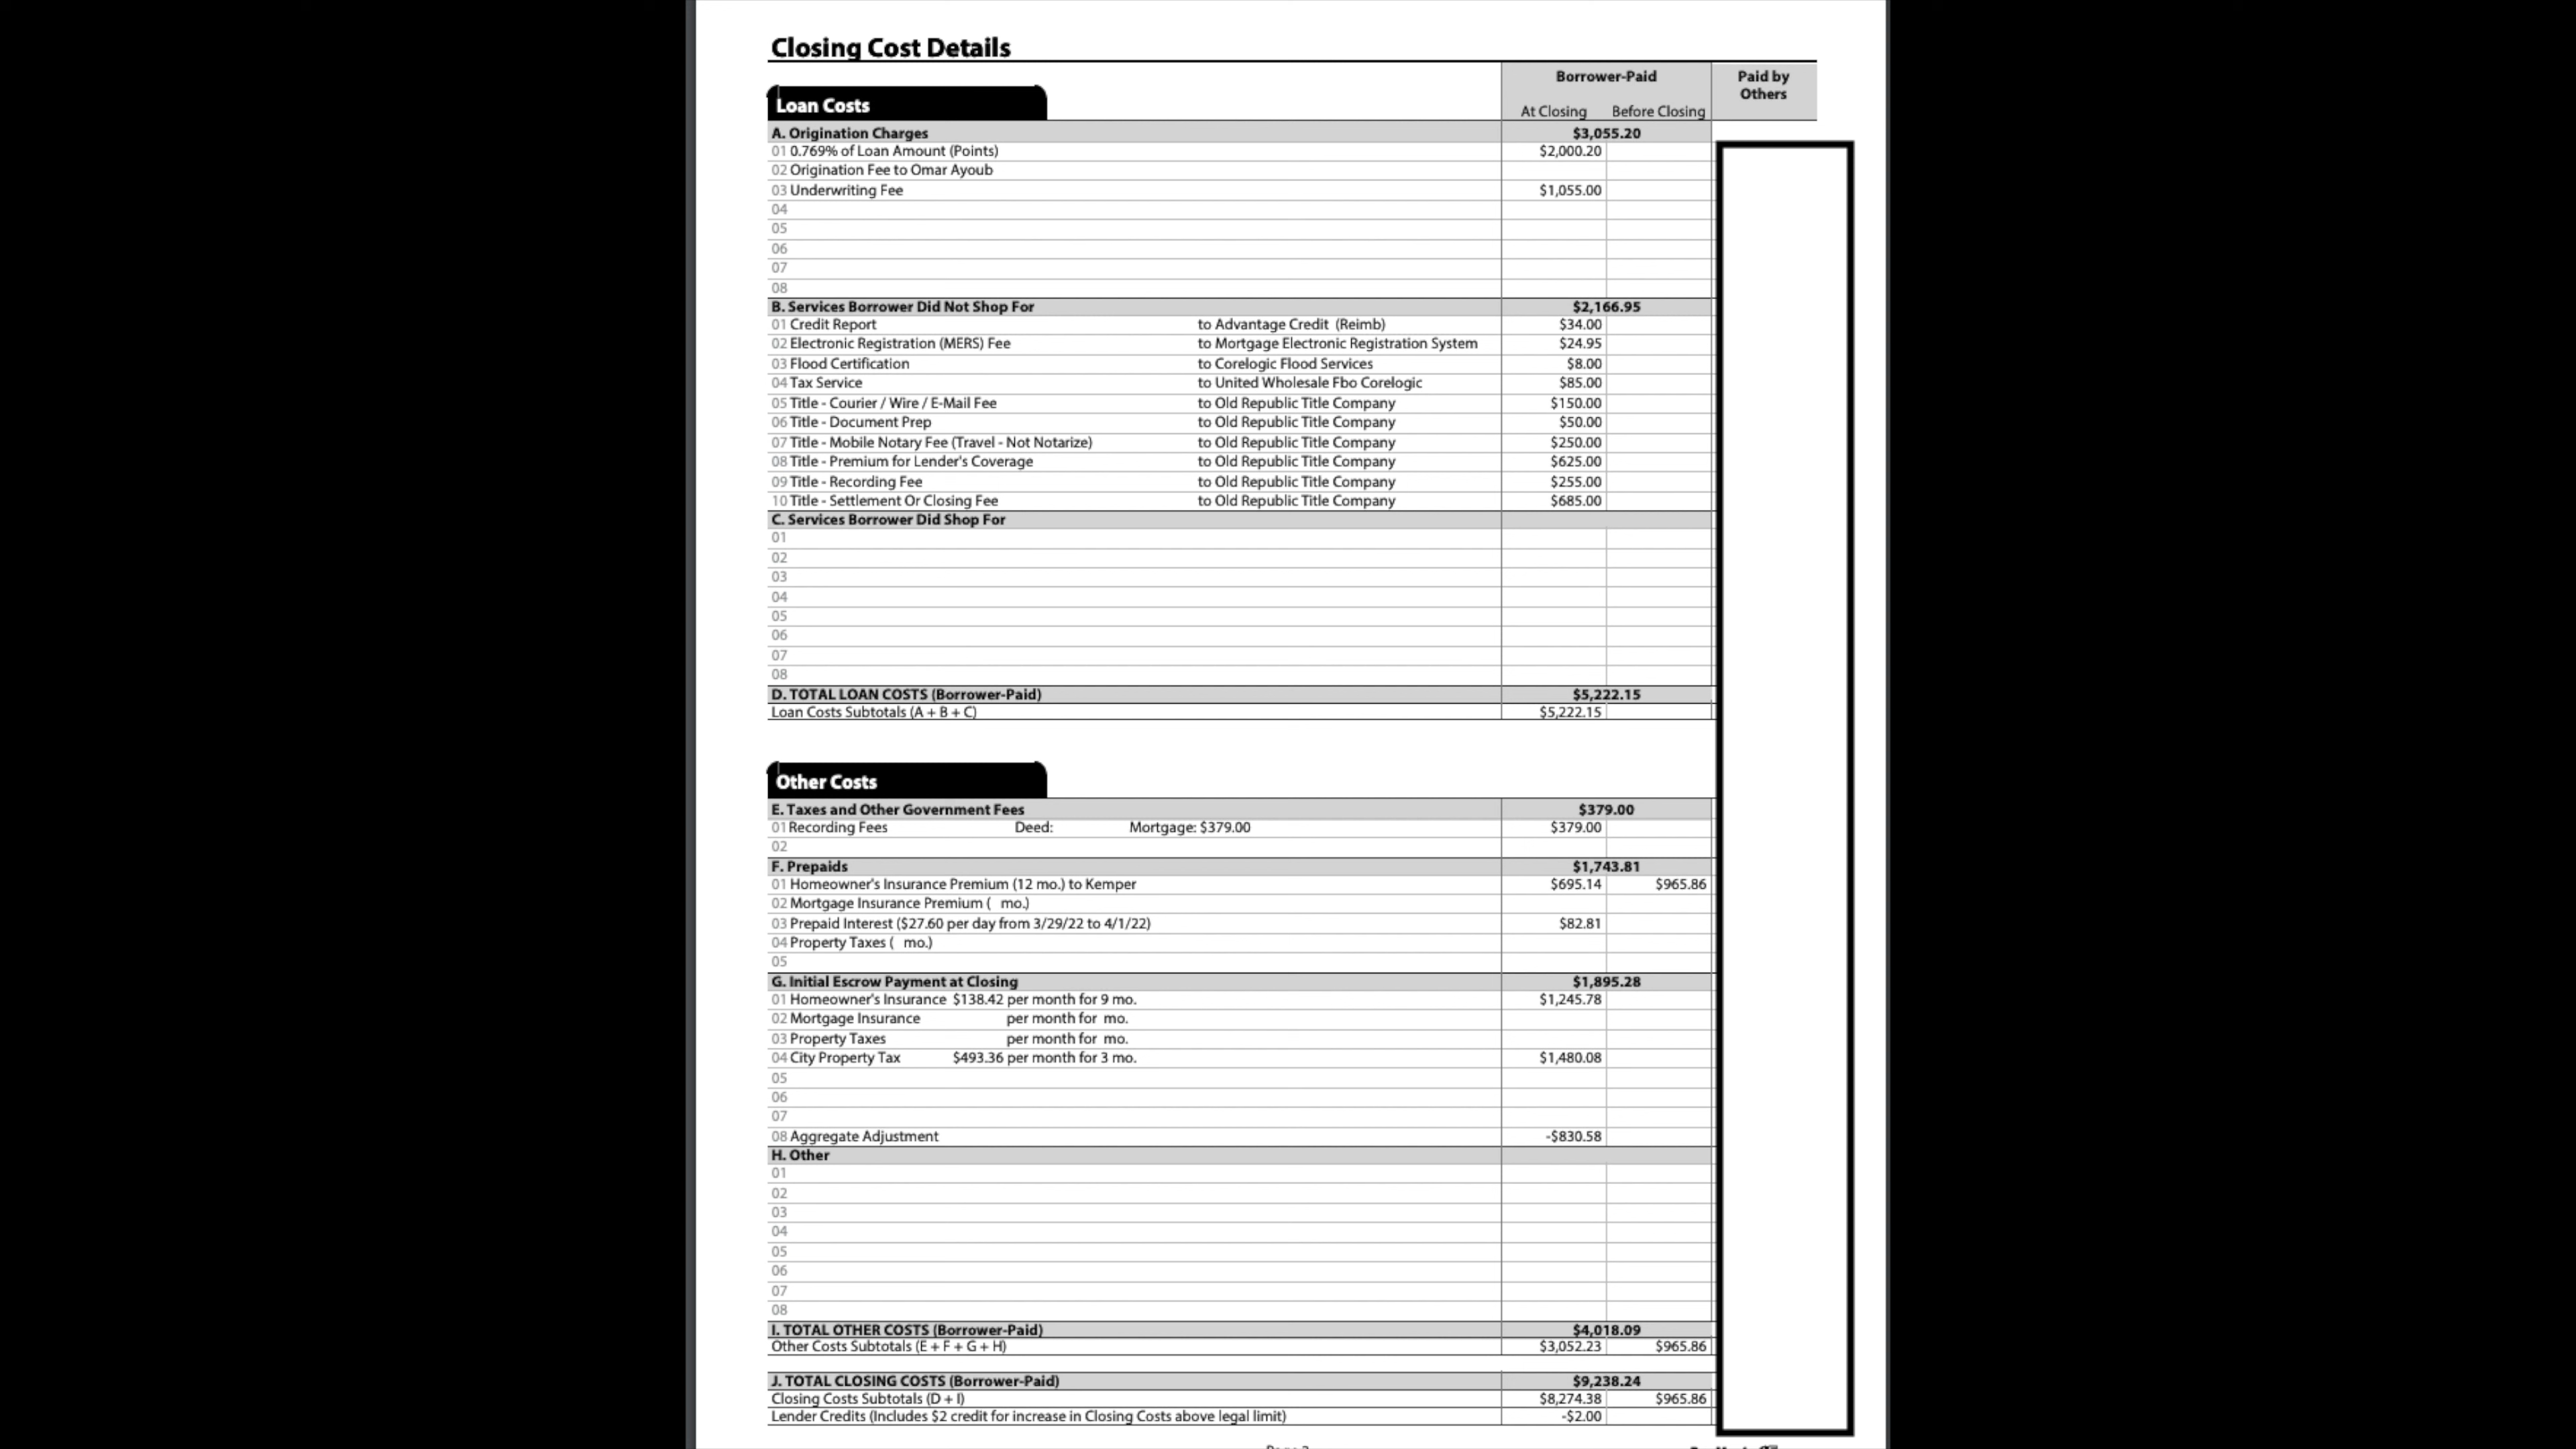 Closing Cost Details
Borrower-Paid
Paid by
Others
Loan Costs
At Closing Before Closing
A. Origination Charges $3,055.20
01 0.769% of Loan Amount (Points) $2,000.20
02 Origination Fee to Omar Ayoub
03 Underwriting Fee $1,055.00
04
05
06
07
08
B. Services Borrower Did Not Shop For $2,166.95
01 Credit Report to Advantage Credit (Reimb) $34.00
02 Electronic Registration (MERS) Fee to Mortgage Electronic Registration System $24.95
03 Flood Certification to Corelogic Flood Services $8.00
04 Tax Service to United Wholesale Fbo Corelogic $85.00
05 Title - Courier / Wire / E-Mail Fee to Old Republic Title Company $150.00
06 Title - Document Prep to Old Republic Title Company $50.00
07 Title - Mobile Notary Fee (Travel - Not Notarize) to Old Republic Title Company $250.00
08 Title - Premium for Lender's Coverage to Old Republic Title Company $625.00
09 Title - Recording Fee to Old Republic Title Company $255.00
10 Title - Settlement Or Closing Fee to Old Republic Title Company $685.00
C. Services Borrower Did Shop For
01
02
03
04
05
06
07
08
D. TOTAL LOAN COSTS (Borrower-Paid) $5,222.15
Loan Costs Subtotals (A + B + C) $5,222.15
Other Costs
E. Taxes and Other Government Fees $379.00
01 Recording Fees Deed: Mortgage: $379.00 $379.00
02
F. Prepaids $1,743.81
01 Homeowner's Insurance Premium (12 mo.) to Kemper $695.14 $965.86
02 Mortgage Insurance Premium ( mo.)
03 Prepaid Interest ($27.60 per day from 3/29/22 to 4/1/22) $82.81
04 Property Taxes ( mo.)
05
G. Initial Escrow Payment at Closing $1,895.28
01 Homeowner's Insurance $138.42 per month for 9 mo. $1,245.78
02 Mortgage Insurance per month for mo.
03 Property Taxes per month for mo.
04 City Property Tax $493.36 per month for 3 mo. $1,480.08
05
06
07
08 Aggregate Adjustment -$830.58
H. Other
01
02
03
04
05
06
07
08
I. TOTAL OTHER COSTS (Borrower-Paid) $4,018.09
Other Costs Subtotals (E + F + G + H) $3,052.23 $965.86
J. TOTAL CLOSING COSTS (Borrower-Paid) $9,238.24
Closing Costs Subtotals (D + I) $8,274.38 $965.86
Lender Credits (Includes $2 credit for increase in Closing Costs above legal limit) -$2.00